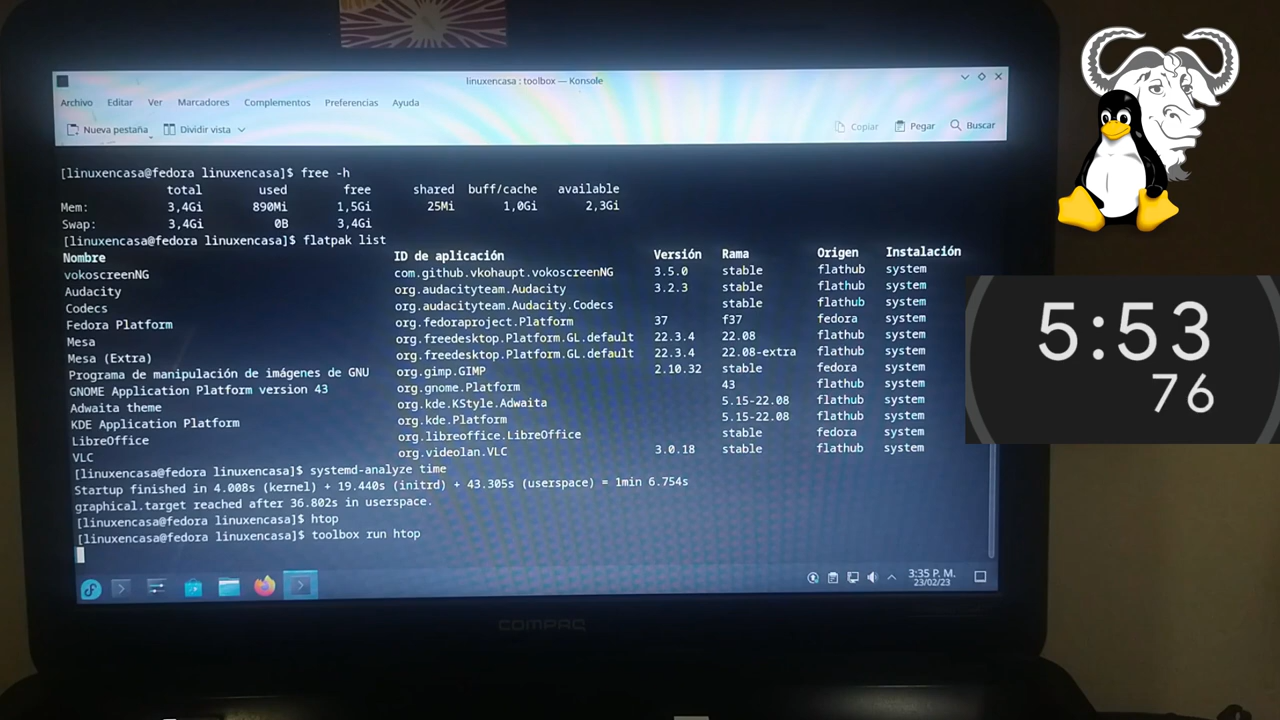 linuxencasa : toolbox — Konsole
Archivo Editar Ver Marcadores Complementos Preferencias Ayuda
Nueva pestaña Dividir vista Copiar Pegar Buscar
[linuxencasa@fedora linuxencasa]$ free -h
total used free shared buff/cache available
Mem: 3,4Gi 890Mi 1,5Gi 25Mi 1,0Gi 2,3Gi
Swap: 3,4Gi 0B 3,4Gi
[linuxencasa@fedora linuxencasa]$ flatpak list
Nombre ID de aplicación Versión Rama Origen Instalación
vokoscreenNG com.github.vkohaupt.vokoscreenNG 3.5.0 stable flathub system
Audacity org.audacityteam.Audacity 3.2.3 stable flathub system
Codecs org.audacityteam.Audacity.Codecs stable flathub system
Fedora Platform org.fedoraproject.Platform 37 f37 fedora system
Mesa org.freedesktop.Platform.GL.default 22.3.4 22.08 flathub system
Mesa (Extra) org.freedesktop.Platform.GL.default 22.3.4 22.08-extra flathub system
Programa de manipulación de imágenes de GNU org.gimp.GIMP 2.10.32 stable fedora system
GNOME Application Platform version 43 org.gnome.Platform 43 flathub system
Adwaita theme org.kde.KStyle.Adwaita 5.15-22.08 flathub system
KDE Application Platform org.kde.Platform 5.15-22.08 flathub system
LibreOffice org.libreoffice.LibreOffice stable fedora system
VLC org.videolan.VLC 3.0.18 stable flathub system
[linuxencasa@fedora linuxencasa]$ systemd-analyze time
Startup finished in 4.008s (kernel) + 19.440s (initrd) + 43.305s (userspace) = 1min 6.754s
graphical.target reached after 36.802s in userspace.
[linuxencasa@fedora linuxencasa]$ htop
[linuxencasa@fedora linuxencasa]$ toolbox run htop
3:35 P. M.
23/02/23
COMPAQ
5:53
76